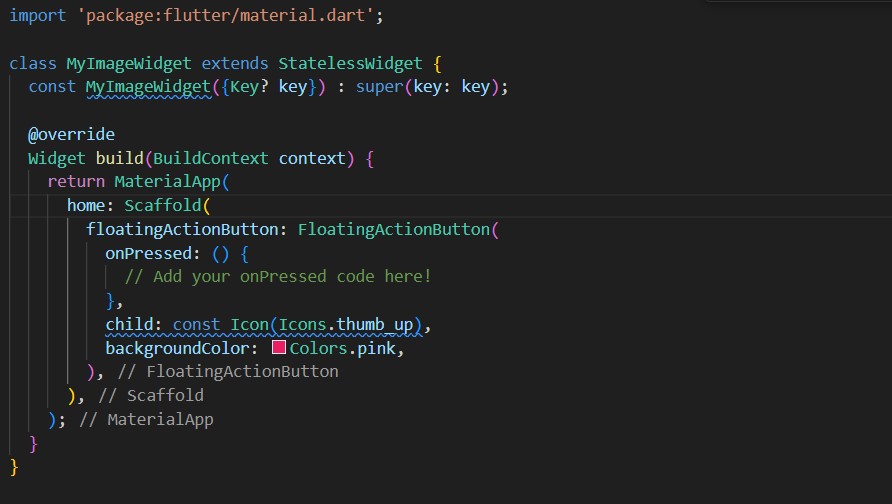 import 'package:flutter/material.dart';
class MyImageWidget extends StatelessWidget {
  const MyImageWidget({Key? key}) : super(key: key);
  @override
  Widget build(BuildContext context) {
    return MaterialApp(
      home: Scaffold(
        floatingActionButton: FloatingActionButton(
          onPressed: () {
            // Add your onPressed code here!
          },
          child: const Icon(Icons.thumb_up),
          backgroundColor: Colors.pink,
        ), // FloatingActionButton
      ), // Scaffold
    ); // MaterialApp
  }
}